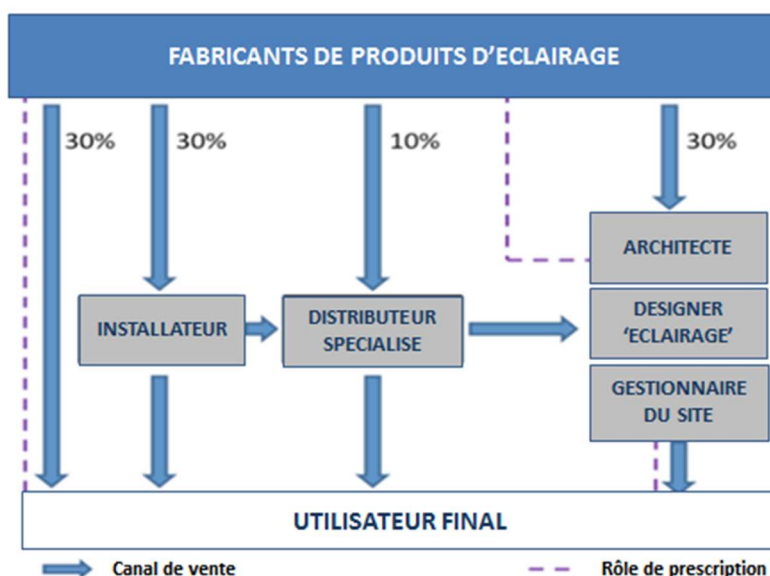 FABRICANTS DE PRODUITS D'ECLAIRAGE
30%
30%
10%
30%
ARCHITECTE
INSTALLATEUR
DISTRIBUTEUR
SPECIALISE
DESIGNER
'ECLAIRAGE'
GESTIONNAIRE
DU SITE
UTILISATEUR FINAL
Canal de vente
Rôle de prescription